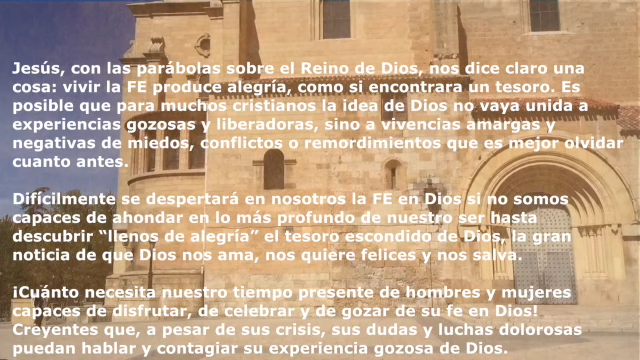 Jesús, con las parábolas sobre el Reino de Dios, nos dice claro una
cosa: vivir la FE produce alegría, como si encontrara un tesoro. Es
posible que para muchos cristianos la idea de Dios no vaya unida a
experiencias gozosas y liberadoras, sino a vivencias amargas y
negativas de miedos, conflictos o remordimientos que es mejor olvidar
cuanto antes.
Difícilmente se despertará en nosotros la FE en Dios si no somos
capaces de ahondar en lo más profundo de nuestro ser hasta
descubrir “llenos de alegría” el tesoro escondido de Dios, la gran
noticia de que Dios nos ama, nos quiere felices y nos salva.
¡Cuánto necesita nuestro tiempo presente de hombres y mujeres
capaces de disfrutar, de celebrar y de gozar de su fe en Dios!
Creyentes que, a pesar de sus crisis, sus dudas y luchas dolorosas
puedan hablar y contagiar su experiencia gozosa de Dios.